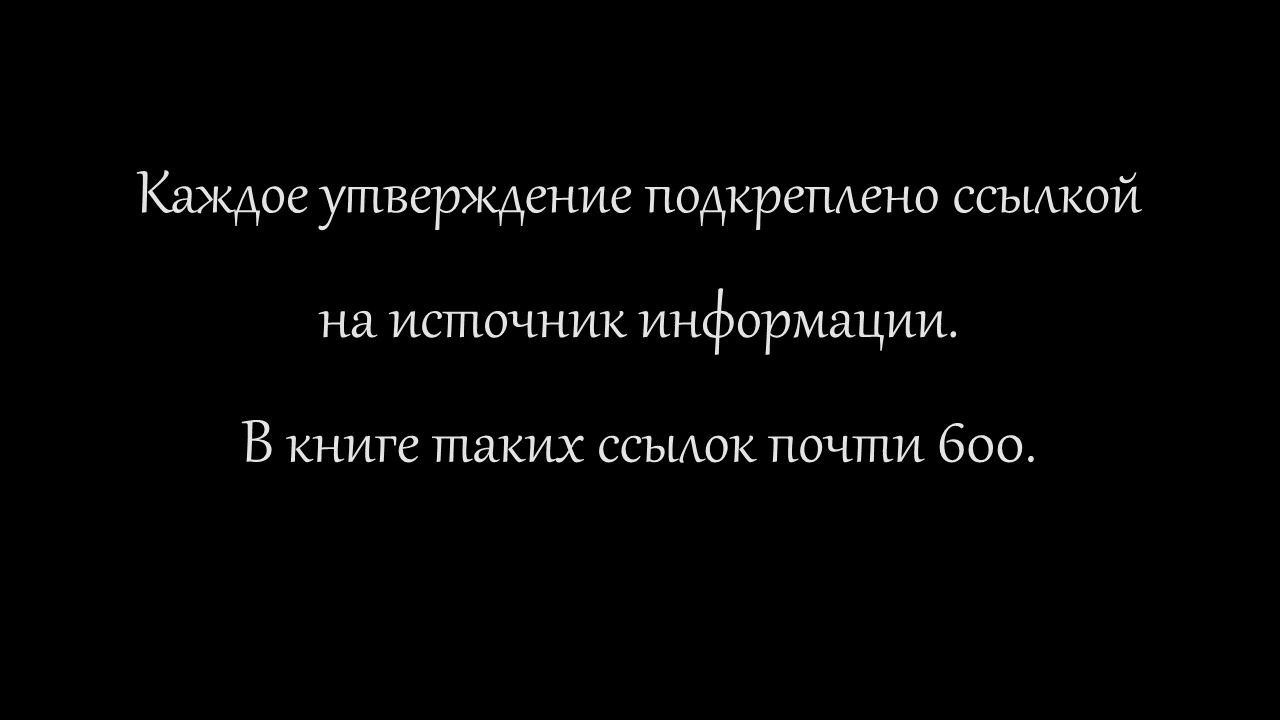 Каждое утверждение подкреплено ссылкой
на источник информации.
В книге таких ссылок почти 600.